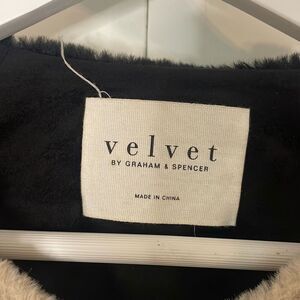 velvet
BY GRAHAM & SPENCER
MADE IN CHINA